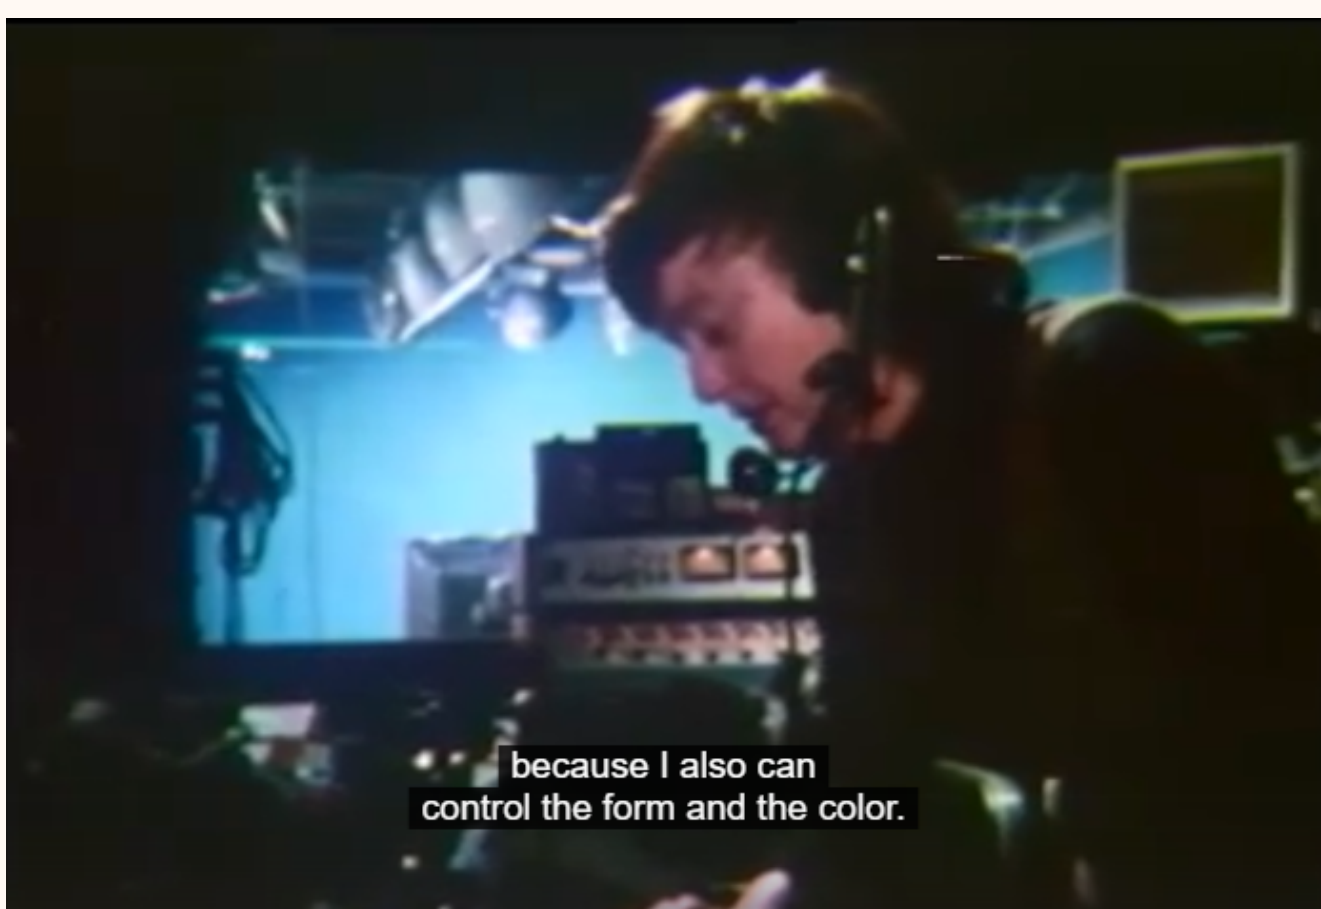 because I also can
control the form and the color.